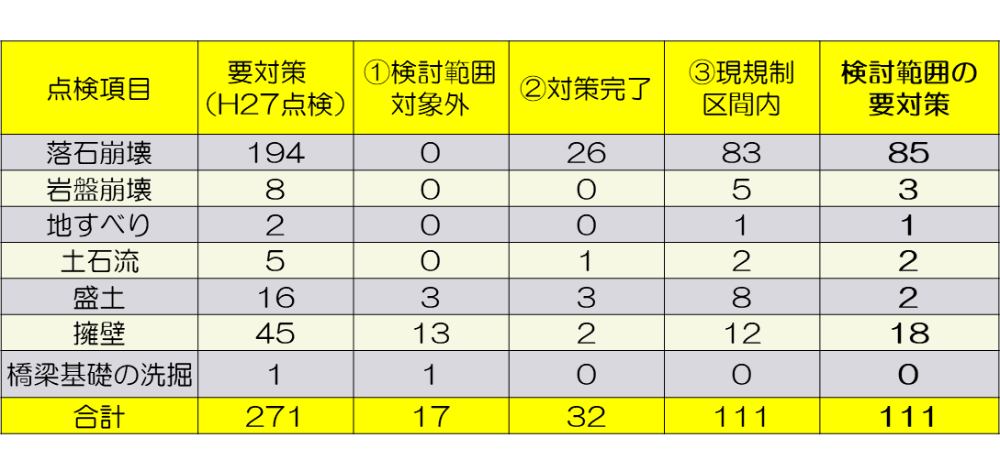 点検項目 要対策（H27点検） ①検討範囲対象外 ②対策完了 ③現規制区間内 検討範囲の要対策
落石崩壊 194 0 26 83 85
岩盤崩壊 8 0 0 5 3
地すべり 2 0 0 1 1
土石流 5 0 1 2 2
盛土 16 3 3 8 2
擁壁 45 13 2 12 18
橋梁基礎の洗掘 1 1 0 0 0
合計 271 17 32 111 111